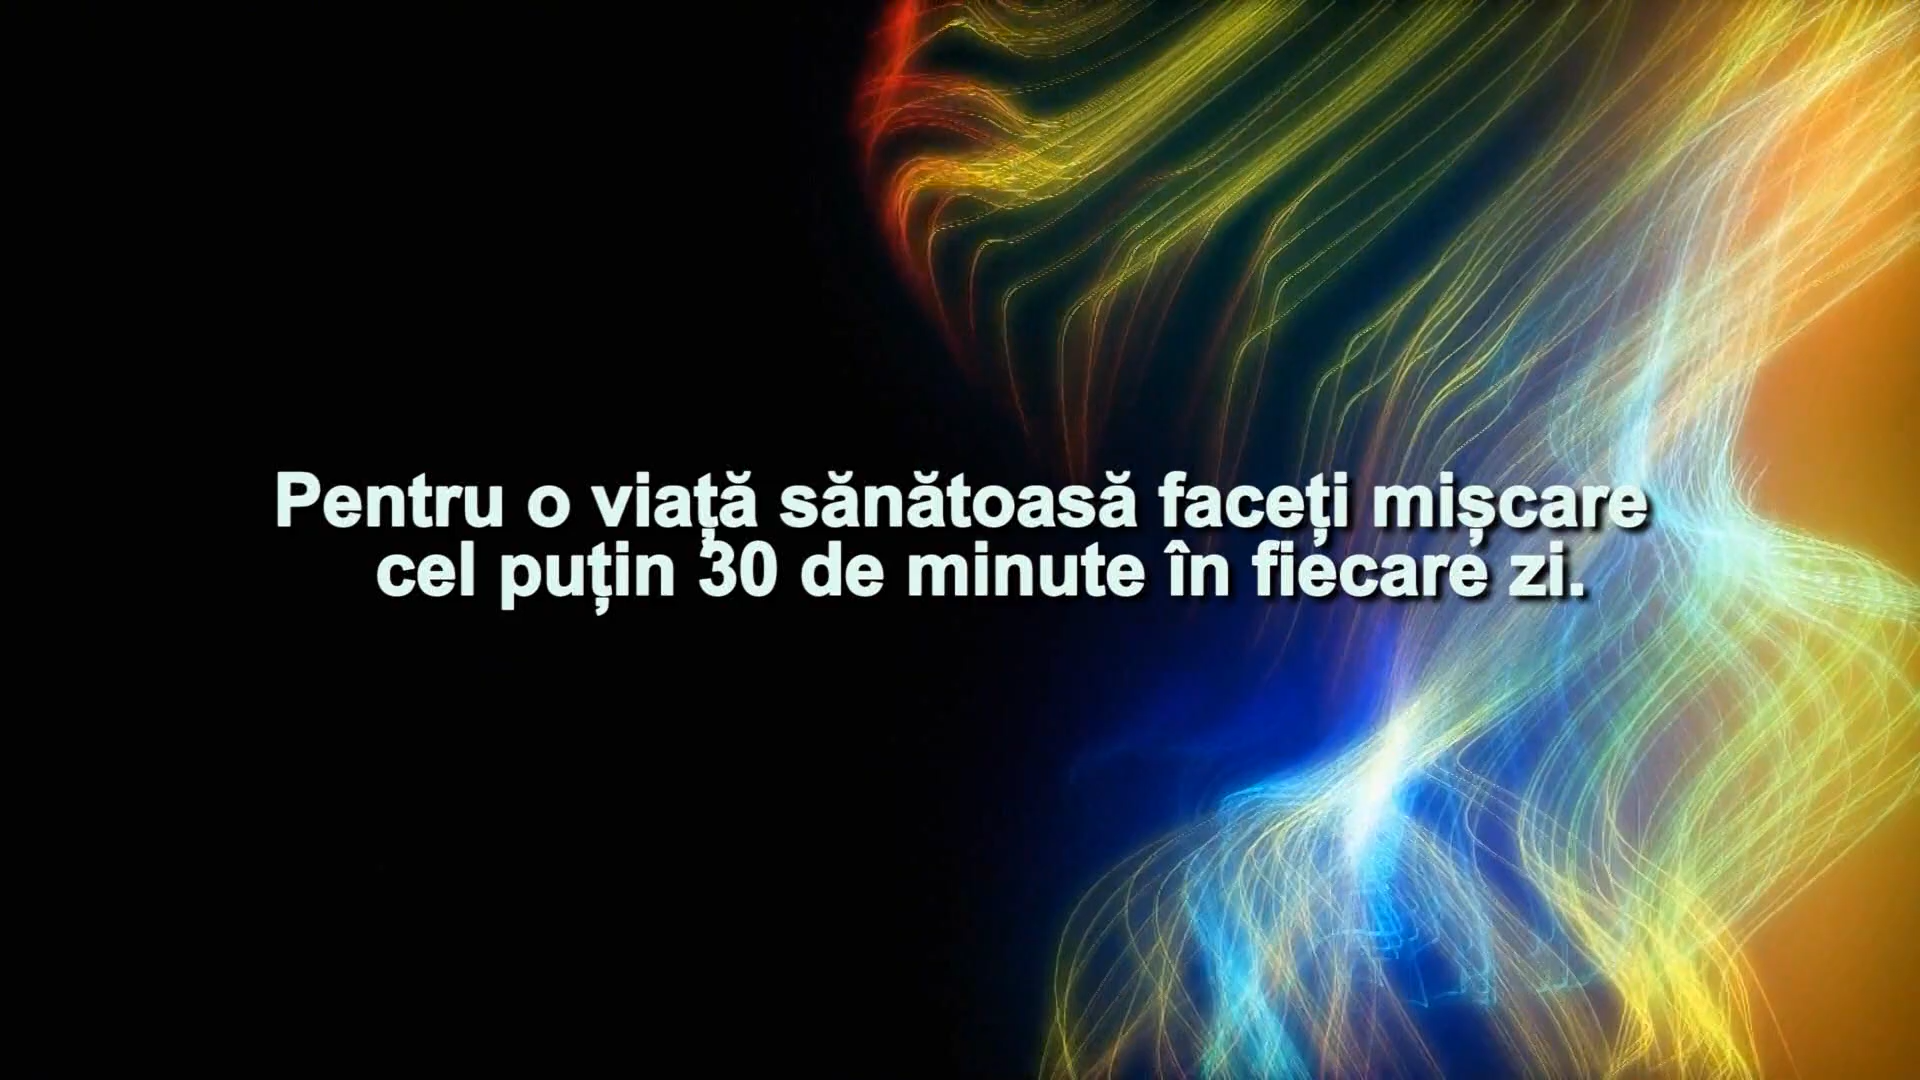 Pentru o viață sănătoasă faceți mișcare
cel puțin 30 de minute în fiecare zi.